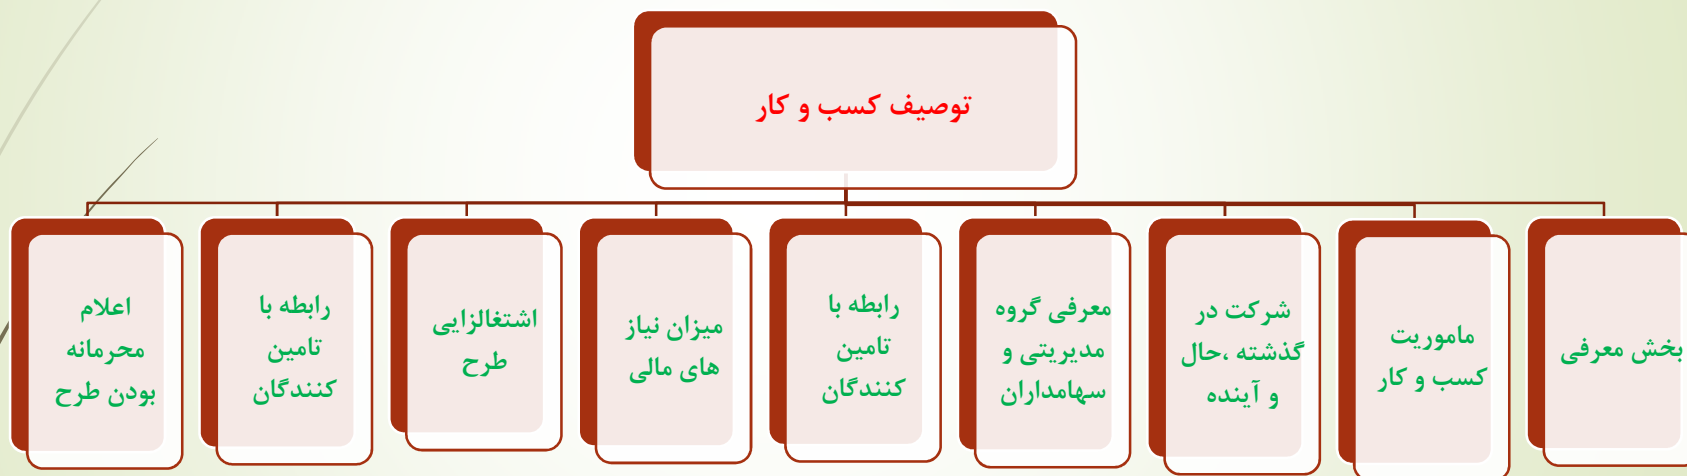 توصیف کسب و کار
بخش معرفی
ماموریت
کسب و کار
شرکت در
گذشته ،حال
و آینده
معرفی گروه
مدیریتی و
سهامداران
رابطه با
تامین
کنندگان
میزان نیاز
های مالی
اشتغالزایی
طرح
رابطه با
تامین
کنندگان
اعلام
محرمانه
بودن طرح